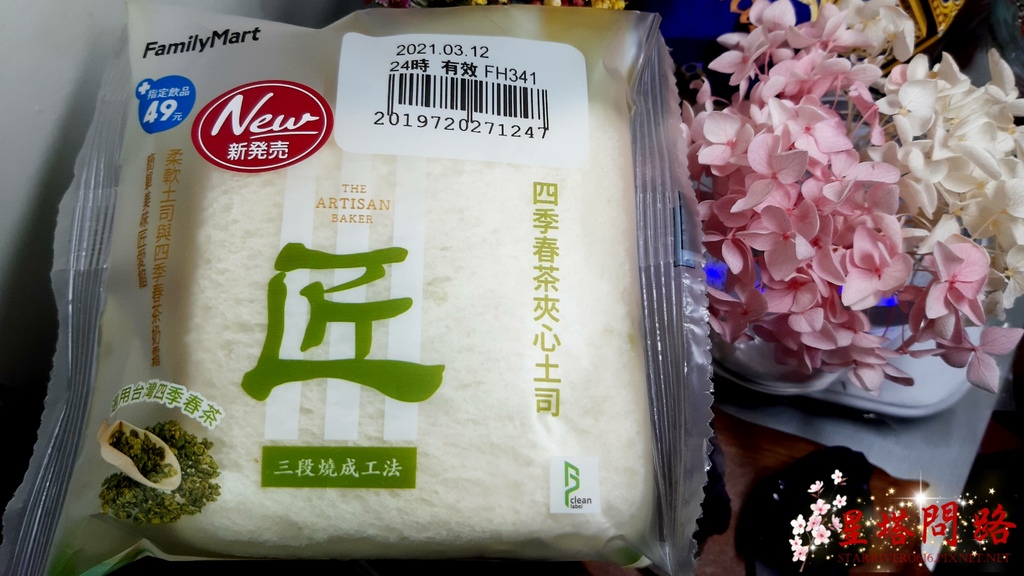 FamilyMart
2021.03.12
24時 有效 FH341
2019720271247
+指定飲品
49元
New
新発売
THE
ARTISAN
BAKER
匠
四季春茶夾心土司
柔軟土司與四季春茶奶霜
用台灣四季春茶
三段燒成工法
clean
label
星塔問路